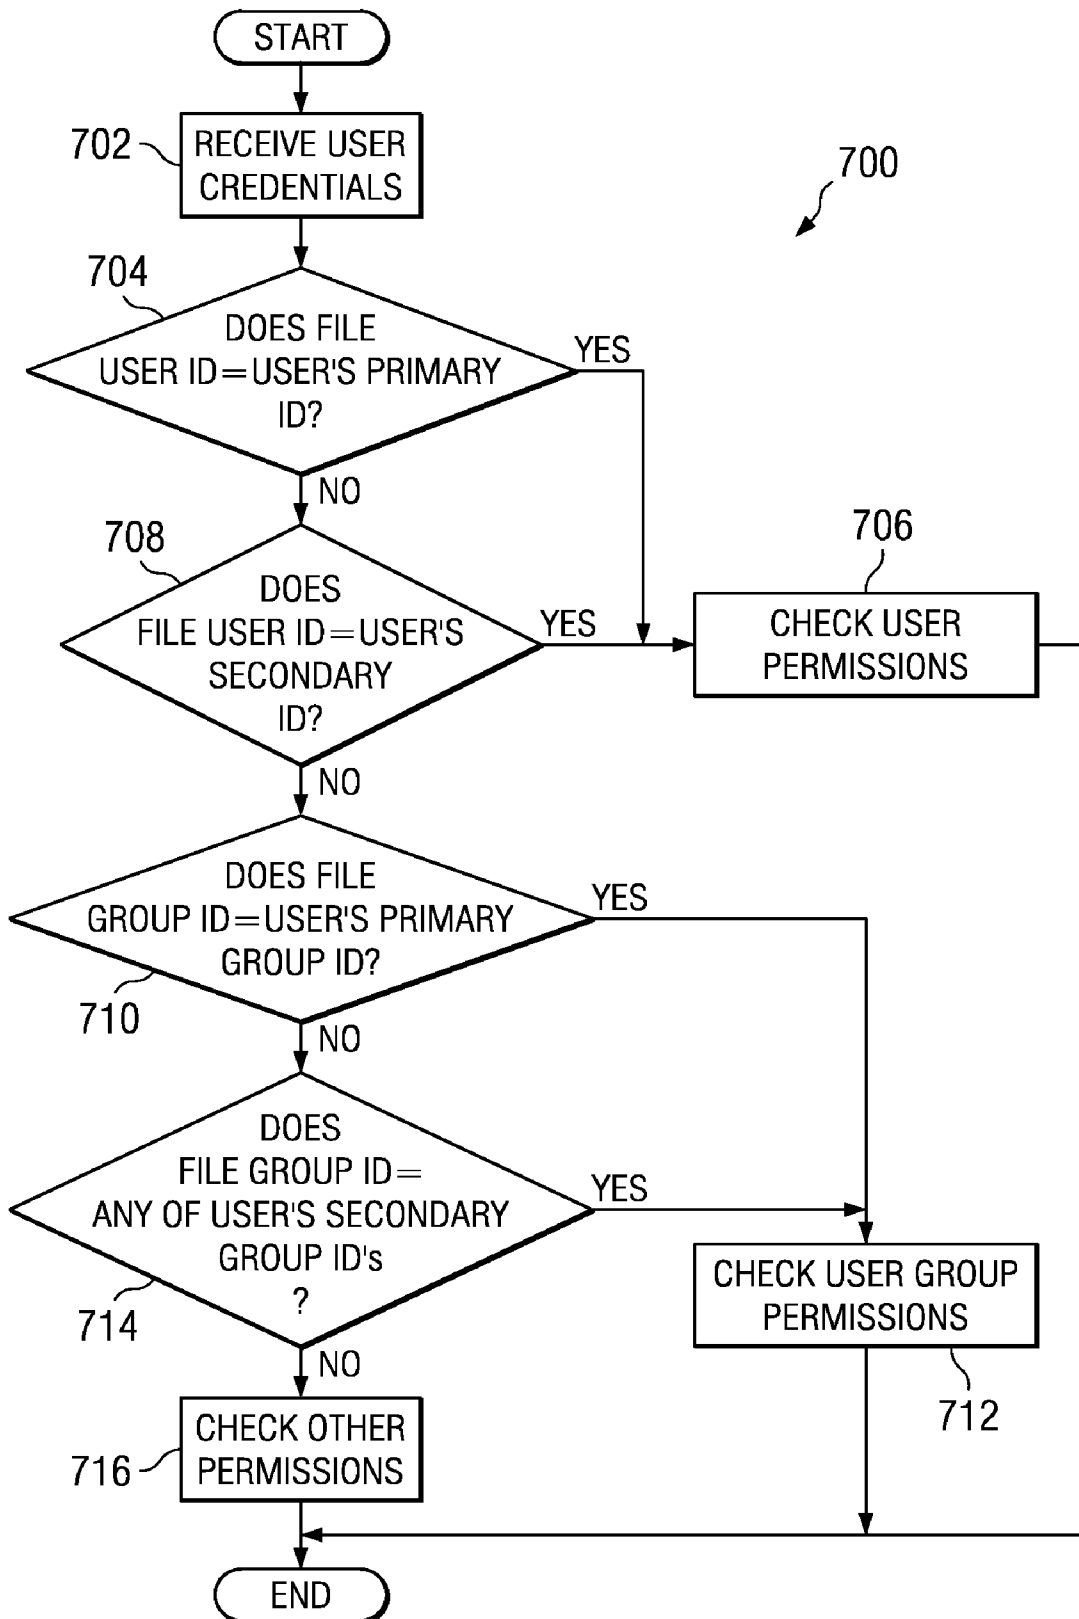 START
702
RECEIVE USER
CREDENTIALS
700
704
DOES FILE
USER ID=USER'S PRIMARY
ID?
YES
NO
708
DOES
FILE USER ID=USER'S
SECONDARY
ID?
YES
706
CHECK USER
PERMISSIONS
NO
DOES FILE
GROUP ID=USER'S PRIMARY
GROUP ID?
YES
710
NO
DOES
FILE GROUP ID=
ANY OF USER'S SECONDARY
GROUP ID's
?
YES
714
CHECK USER GROUP
PERMISSIONS
712
NO
716
CHECK OTHER
PERMISSIONS
END